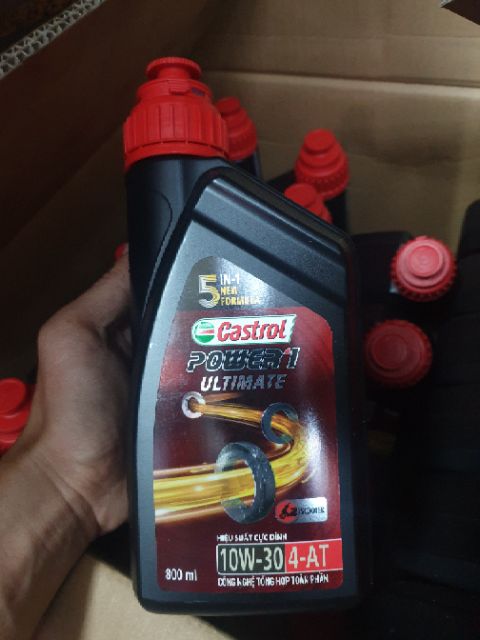 5 IN-1
NEW
FORMULA
Castrol
POWER1
ULTIMATE
SCOOTER
HIỆU SUẤT CỰC ĐỈNH
10W-30 4-AT
800 ml
CÔNG NGHỆ TỔNG HỢP TOÀN PHẦN